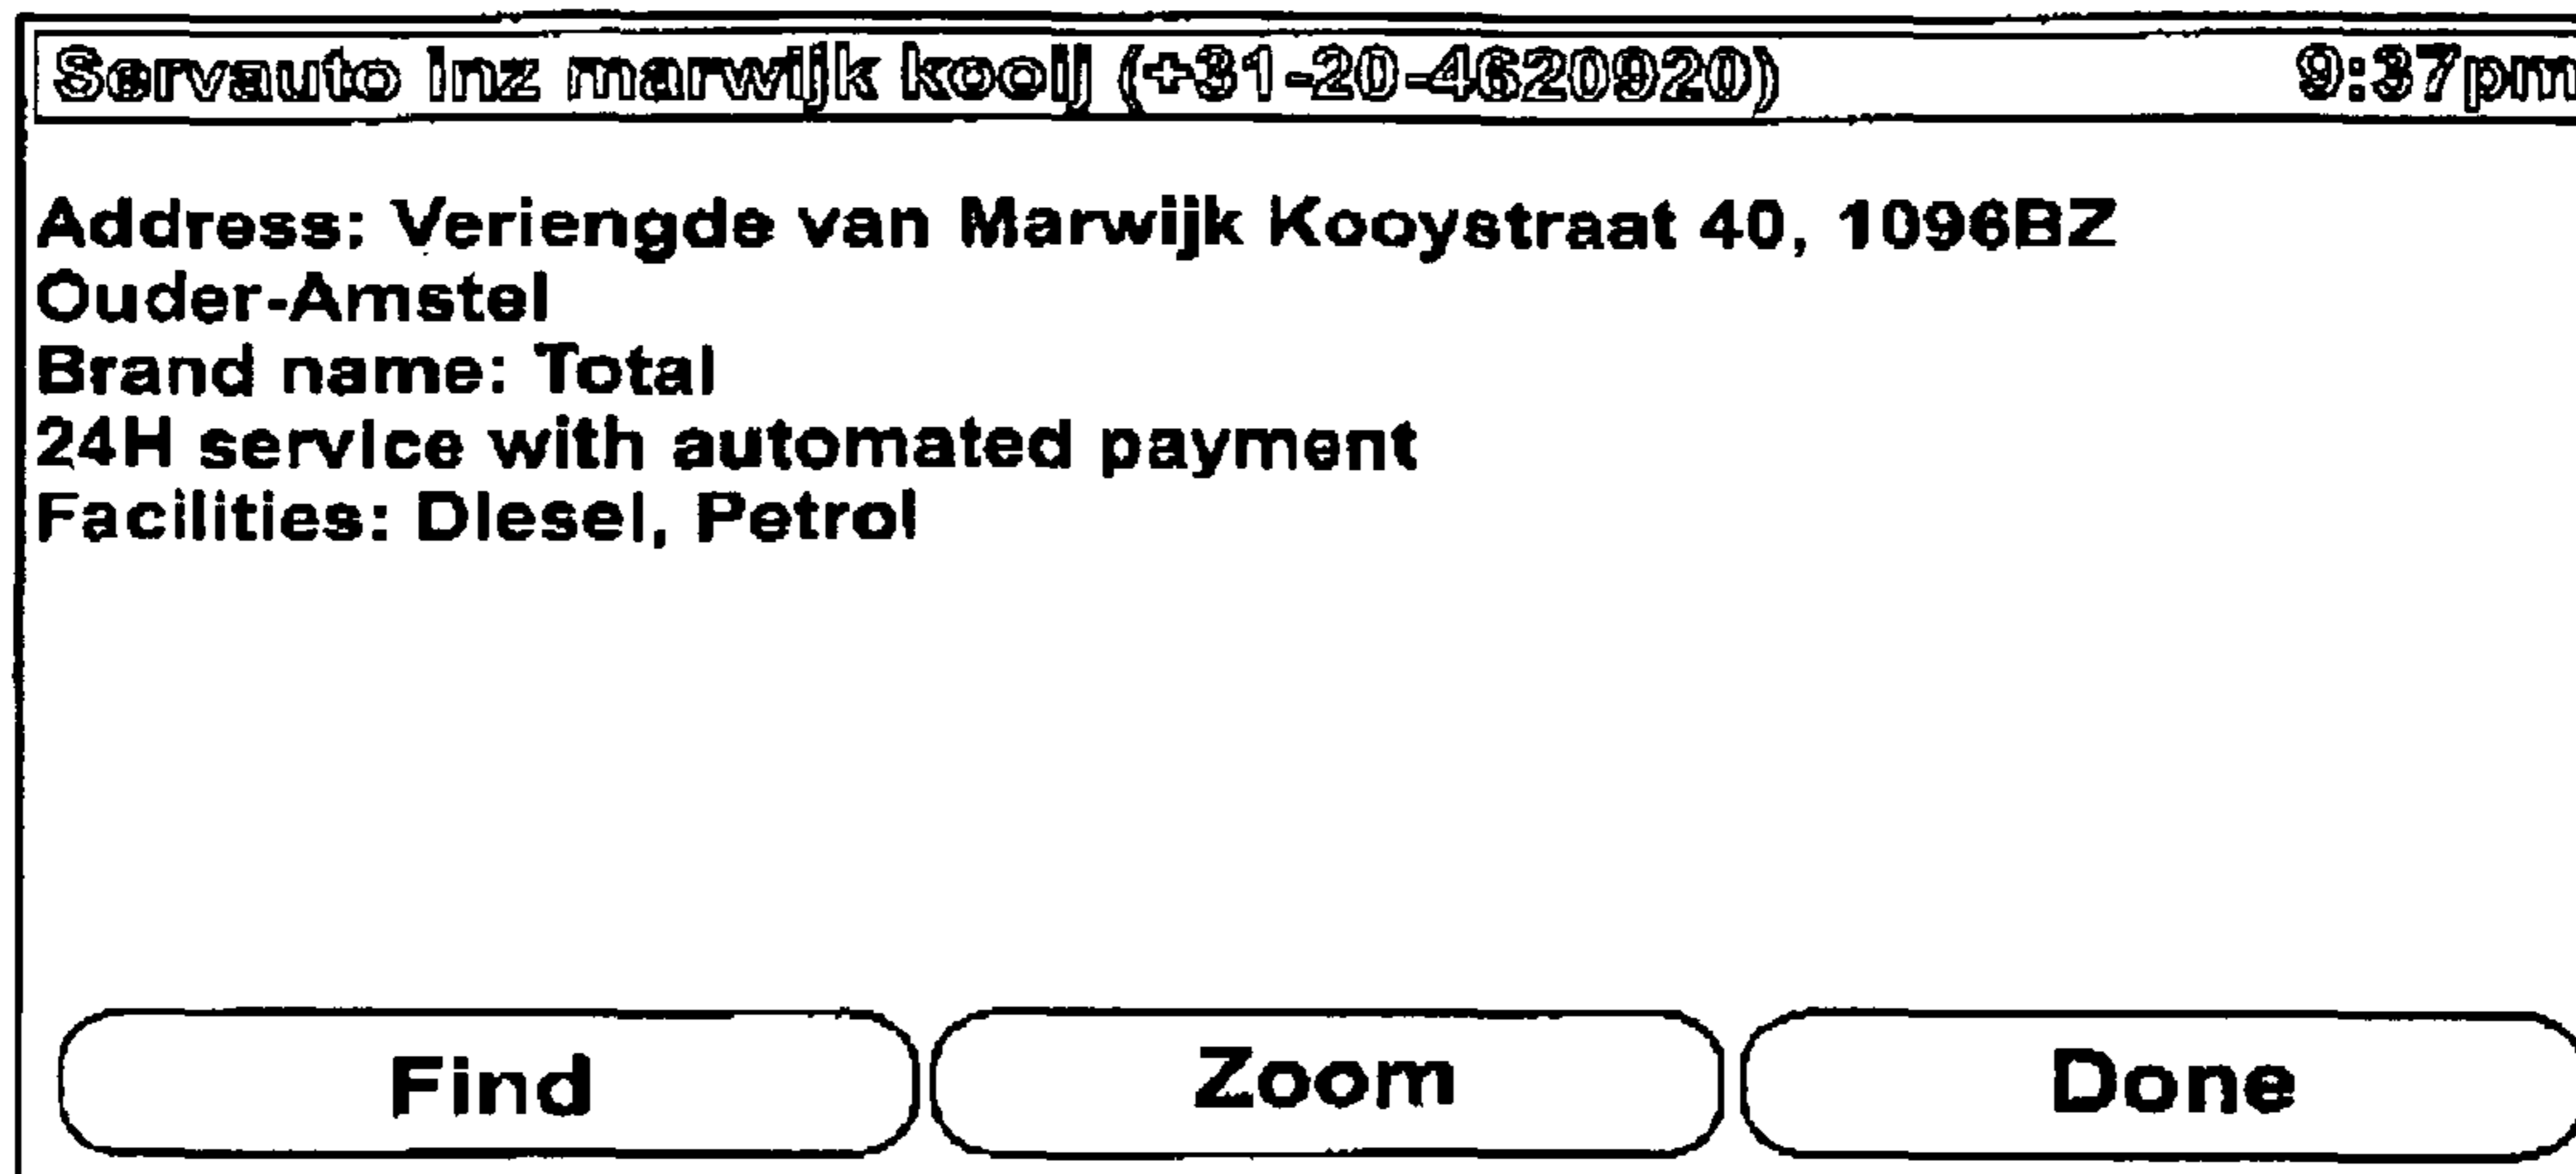 Servauto inz marwijk kooij (+31-20-4620920) 9:37pm
Address: Veriengde van Marwijk Kooystraat 40, 1096BZ
Ouder-Amstel
Brand name: Total
24H service with automated payment
Facilities: Diesel, Petrol
Find Zoom Done